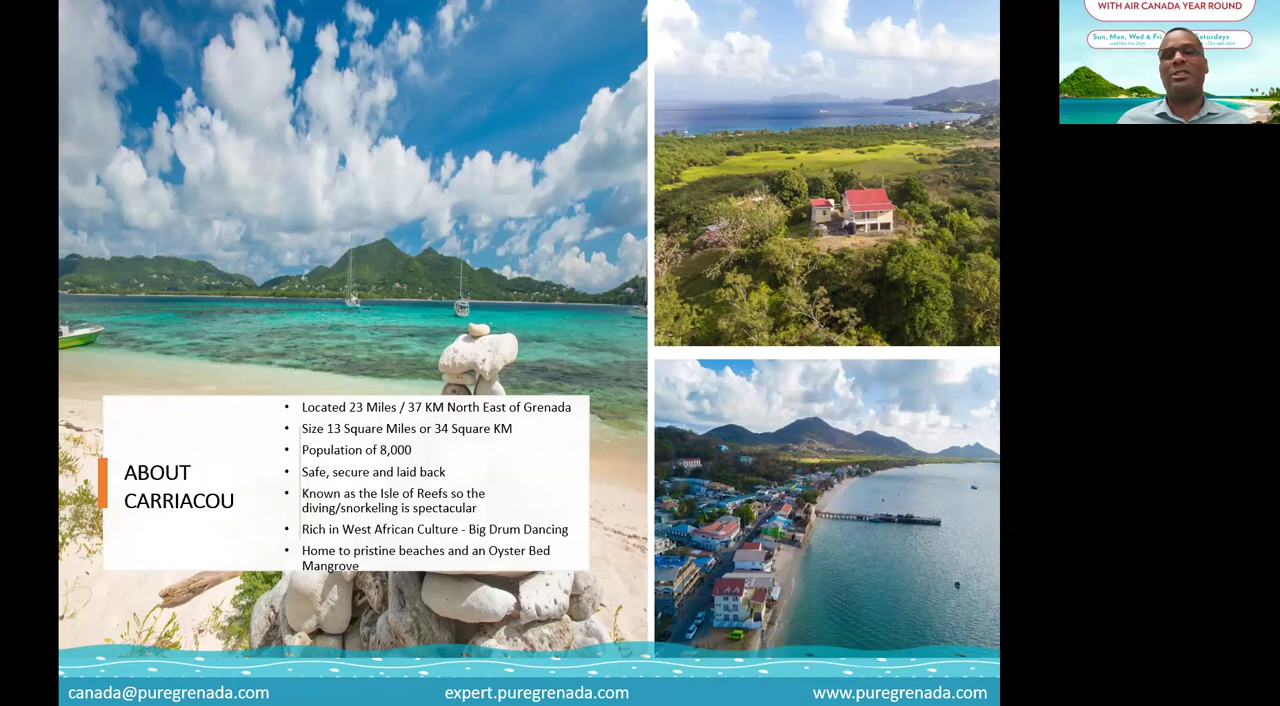 WITH AIR CANADA YEAR ROUND
Sun, Mon, Wed & Fri
Saturdays
ABOUT
CARRIACOU
• Located 23 Miles / 37 KM North East of Grenada
• Size 13 Square Miles or 34 Square KM
• Population of 8,000
• Safe, secure and laid back
• Known as the Isle of Reefs so the
diving/snorkeling is spectacular
• Rich in West African Culture - Big Drum Dancing
• Home to pristine beaches and an Oyster Bed
Mangrove
canada@puregrenada.com
expert.puregrenada.com
www.puregrenada.com